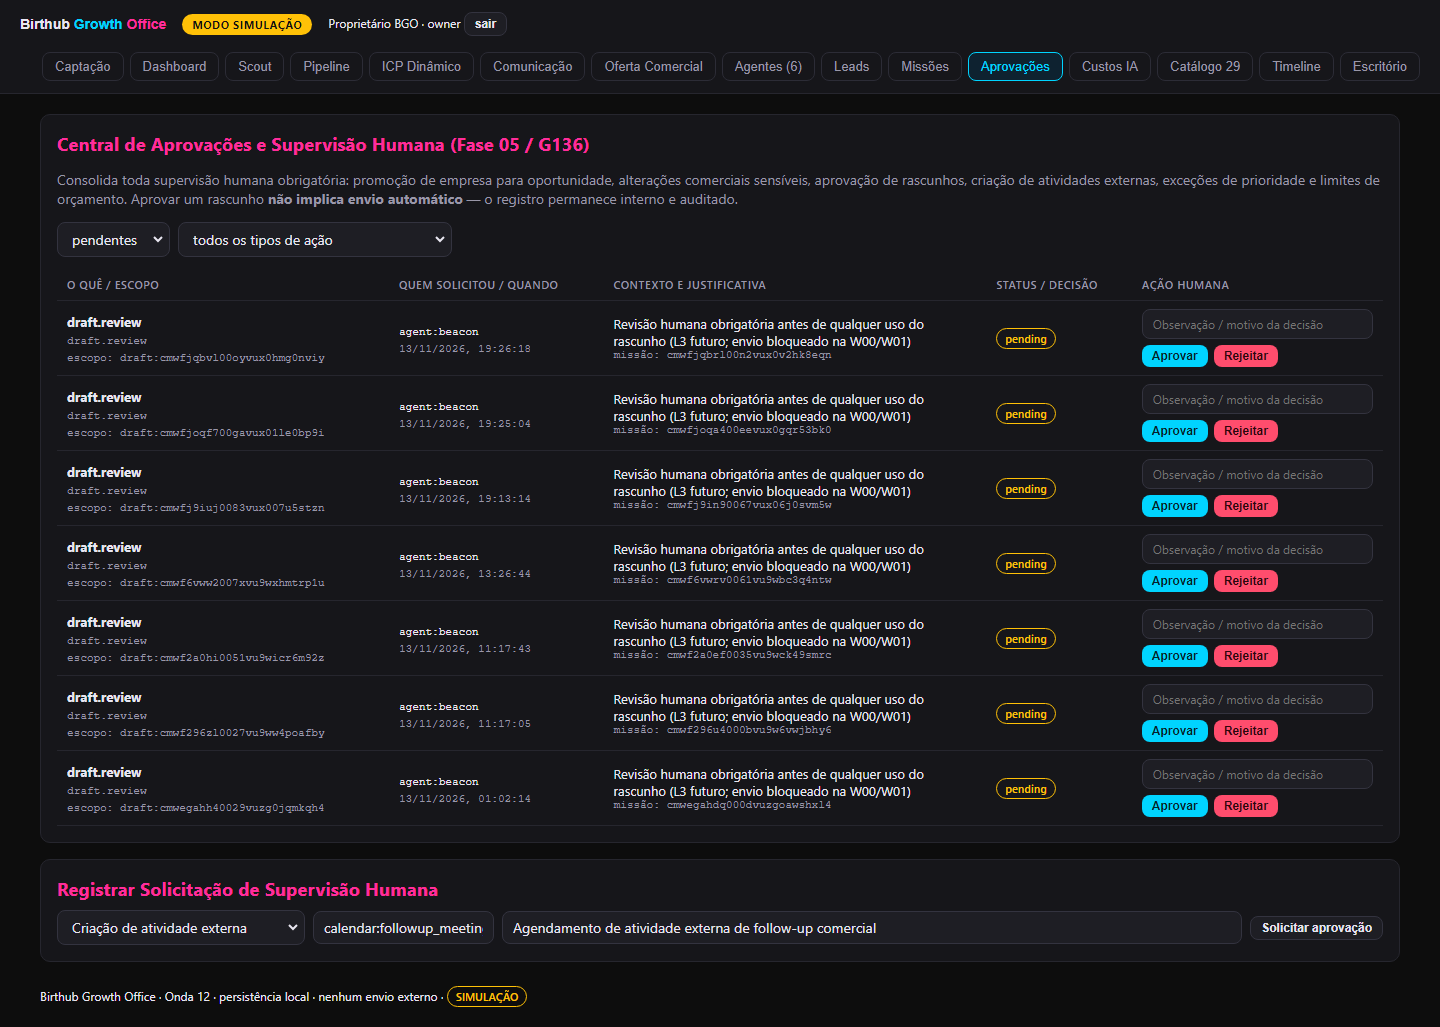 Birthub Growth Office
MODO SIMULAÇÃO
Proprietário BGO · owner
sair
Captação
Dashboard
Scout
Pipeline
ICP Dinâmico
Comunicação
Oferta Comercial
Agentes (6)
Leads
Missões
Aprovações
Custos IA
Catálogo 29
Timeline
Escritório
Central de Aprovações e Supervisão Humana (Fase 05 / G136)
Consolida toda supervisão humana obrigatória: promoção de empresa para oportunidade, alterações comerciais sensíveis, aprovação de rascunhos, criação de atividades externas, exceções de prioridade e limites de
orçamento. Aprovar um rascunho não implica envio automático — o registro permanece interno e auditado.
pendentes
todos os tipos de ação
O QUÊ / ESCOPO
QUEM SOLICITOU / QUANDO
CONTEXTO E JUSTIFICATIVA
STATUS / DECISÃO
AÇÃO HUMANA
draft.review
draft.review
escopo: draft:cmwfjqbvl00oyvux0hmg0nviy
agent:beacon
13/11/2026, 19:26:18
Revisão humana obrigatória antes de qualquer uso do
rascunho (L3 futuro; envio bloqueado na W00/W01)
missão: cmwfjqbrl00n2vux0v2hk8eqn
pending
Observação / motivo da decisão
Aprovar
Rejeitar
draft.review
draft.review
escopo: draft:cmwfjoqf700gavux01le0bp9i
agent:beacon
13/11/2026, 19:25:04
Revisão humana obrigatória antes de qualquer uso do
rascunho (L3 futuro; envio bloqueado na W00/W01)
missão: cmwfjoqa400eevux0gqr53bk0
pending
Observação / motivo da decisão
Aprovar
Rejeitar
draft.review
draft.review
escopo: draft:cmwfj9iuj0083vux007u5stzn
agent:beacon
13/11/2026, 19:13:14
Revisão humana obrigatória antes de qualquer uso do
rascunho (L3 futuro; envio bloqueado na W00/W01)
missão: cmwfj9in90067vux06j0svm5w
pending
Observação / motivo da decisão
Aprovar
Rejeitar
draft.review
draft.review
escopo: draft:cmwf6vww2007xvu9wxhmtrp1u
agent:beacon
13/11/2026, 13:26:44
Revisão humana obrigatória antes de qualquer uso do
rascunho (L3 futuro; envio bloqueado na W00/W01)
missão: cmwf6vwrv0061vu9wbc3q4ntw
pending
Observação / motivo da decisão
Aprovar
Rejeitar
draft.review
draft.review
escopo: draft:cmwf2a0hi0051vu9wicr6m92z
agent:beacon
13/11/2026, 11:17:43
Revisão humana obrigatória antes de qualquer uso do
rascunho (L3 futuro; envio bloqueado na W00/W01)
missão: cmwf2a0ef0035vu9wck49smrc
pending
Observação / motivo da decisão
Aprovar
Rejeitar
draft.review
draft.review
escopo: draft:cmwf296zl0027vu9ww4poafby
agent:beacon
13/11/2026, 11:17:05
Revisão humana obrigatória antes de qualquer uso do
rascunho (L3 futuro; envio bloqueado na W00/W01)
missão: cmwf296u4000bvu9w6vwjbhy6
pending
Observação / motivo da decisão
Aprovar
Rejeitar
draft.review
draft.review
escopo: draft:cmwegahh40029vuzg0jqmkqh4
agent:beacon
13/11/2026, 01:02:14
Revisão humana obrigatória antes de qualquer uso do
rascunho (L3 futuro; envio bloqueado na W00/W01)
missão: cmwegahdq000dvuzgoawshxl4
pending
Observação / motivo da decisão
Aprovar
Rejeitar
Registrar Solicitação de Supervisão Humana
Criação de atividade externa
calendar:followup_meetin
Agendamento de atividade externa de follow-up comercial
Solicitar aprovação
Birthub Growth Office · Onda 12 · persistência local · nenhum envio externo · SIMULAÇÃO